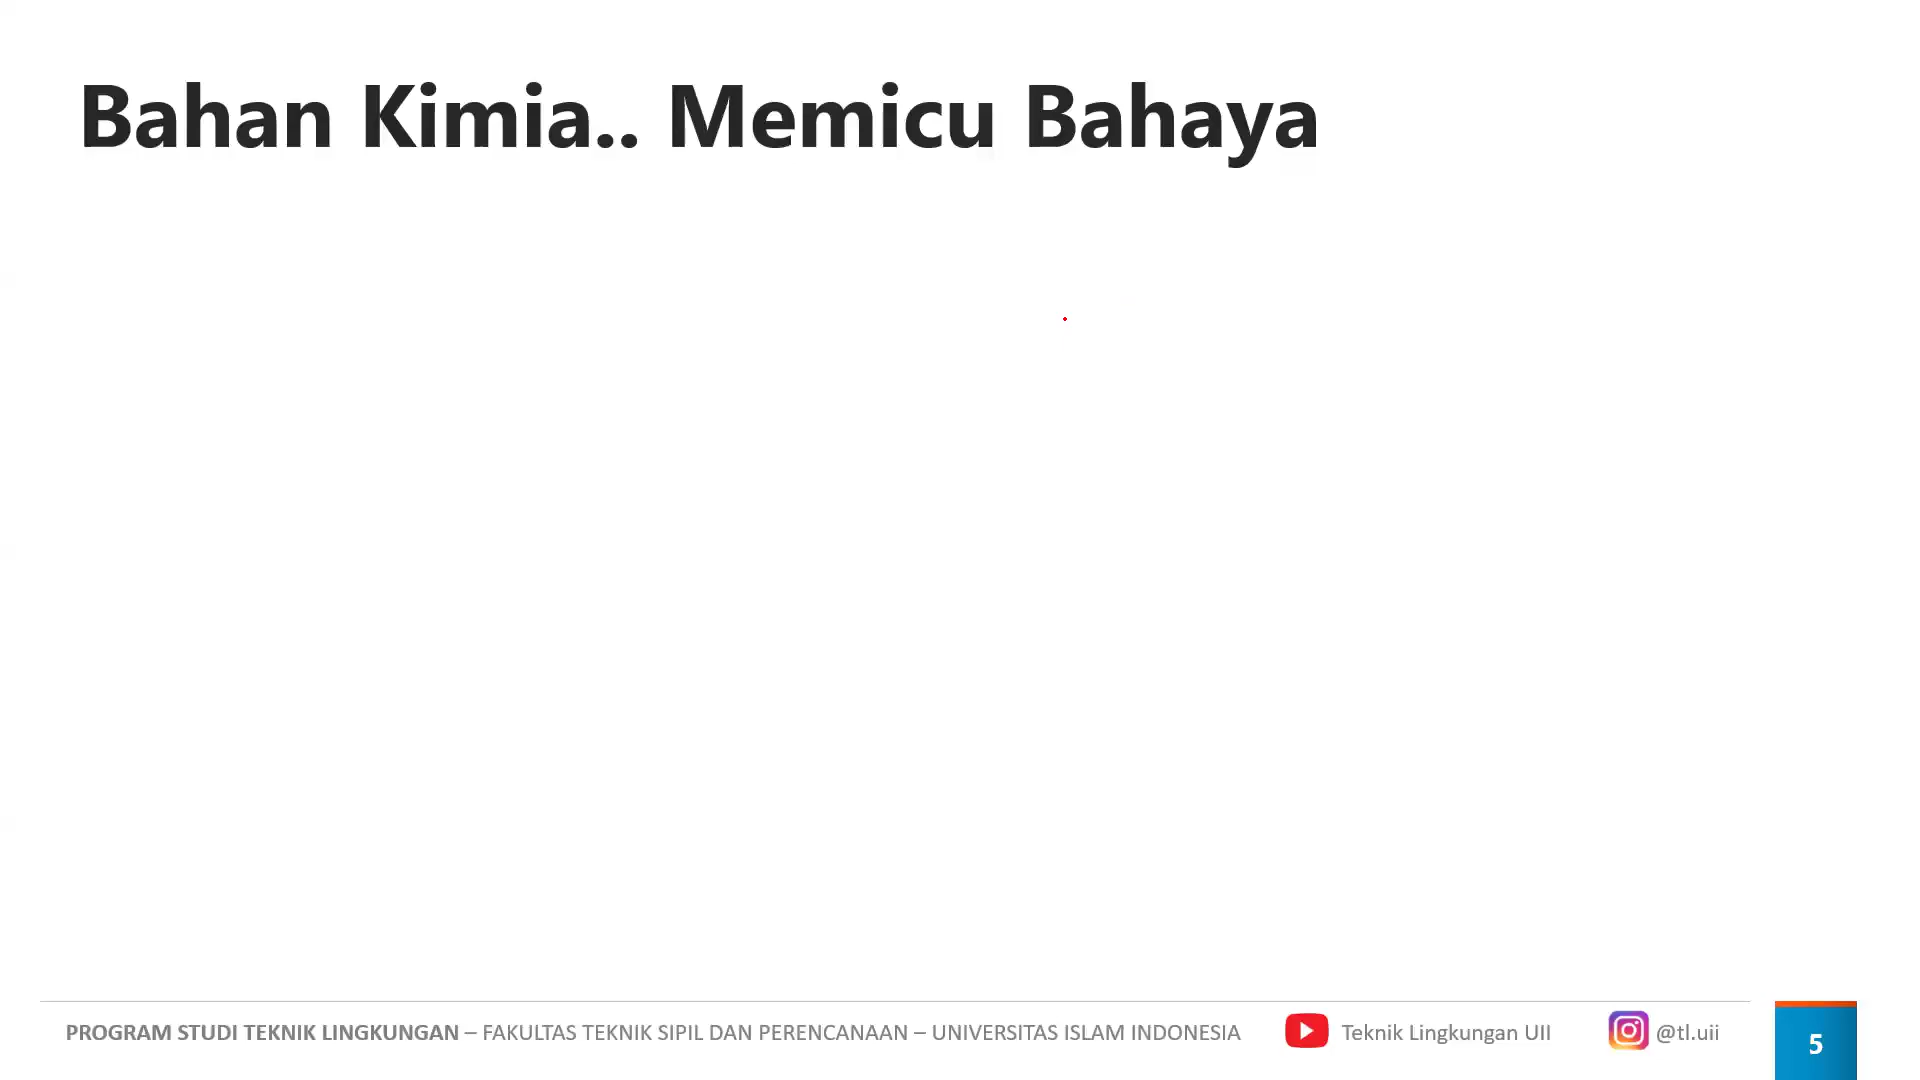 Bahan Kimia.. Memicu Bahaya
PROGRAM STUDI TEKNIK LINGKUNGAN – FAKULTAS TEKNIK SIPIL DAN PERENCANAAN – UNIVERSITAS ISLAM INDONESIA
Teknik Lingkungan UII
@tl.uii
5